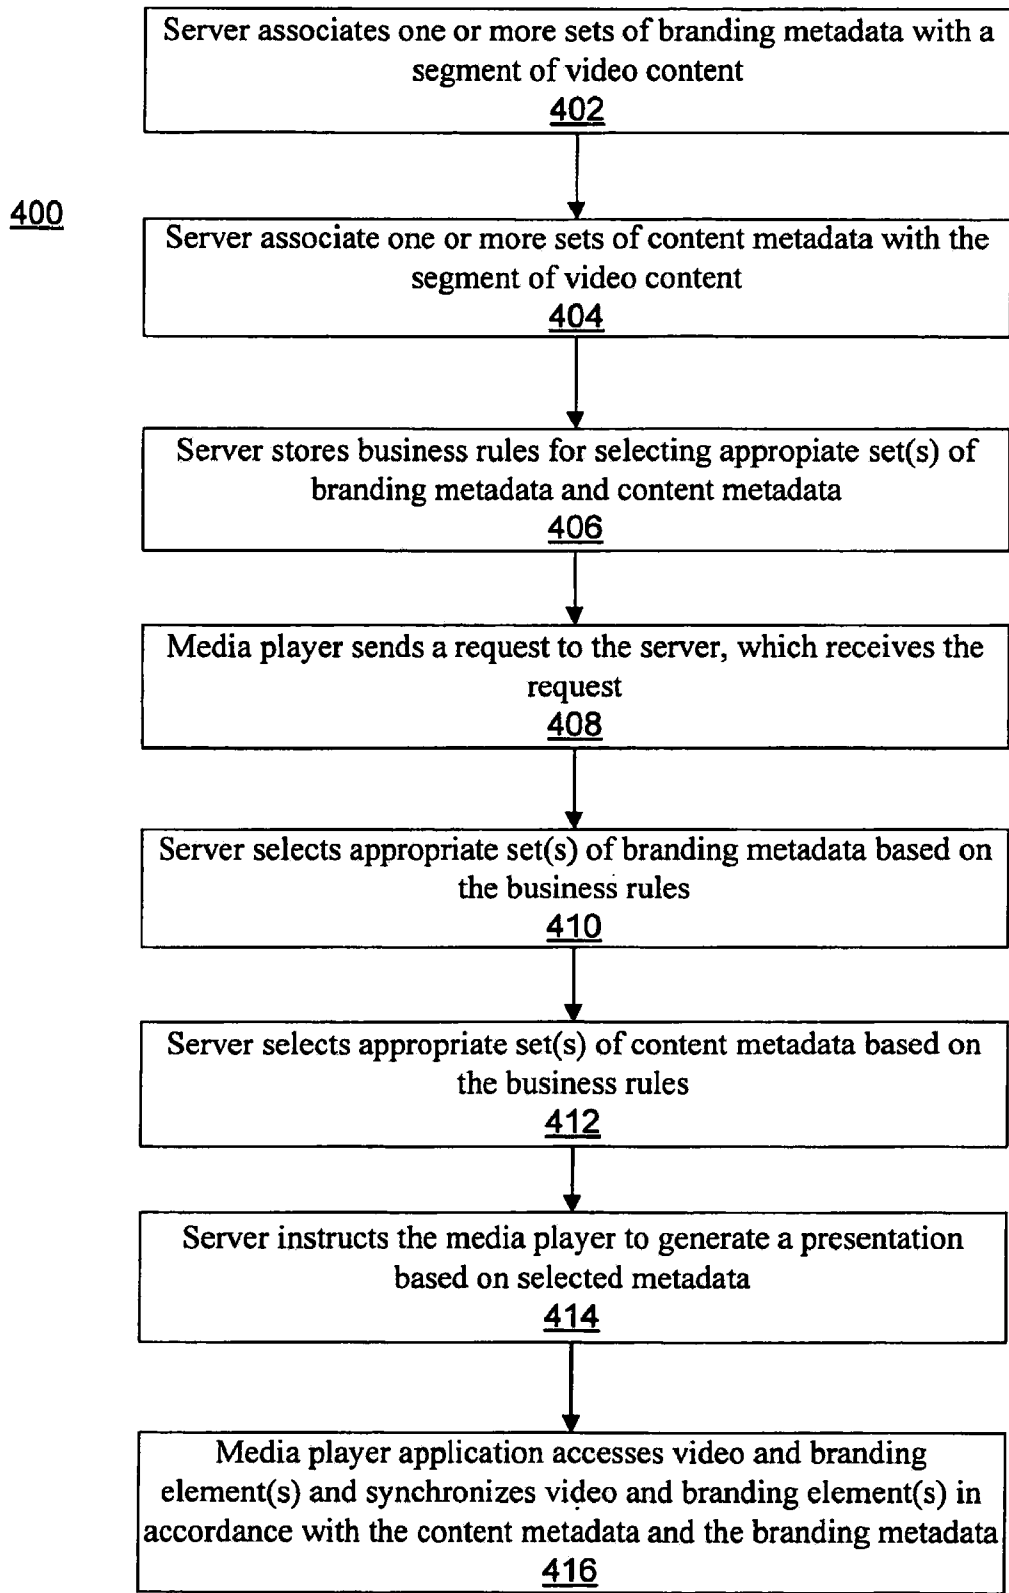 Server associates one or more sets of branding metadata with a
segment of video content
402
400
Server associate one or more sets of content metadata with the
segment of video content
404
Server stores business rules for selecting appropiate set(s) of
branding metadata and content metadata
406
Media player sends a request to the server, which receives the
request
408
Server selects appropriate set(s) of branding metadata based on
the business rules
410
Server selects appropriate set(s) of content metadata based on
the business rules
412
Server instructs the media player to generate a presentation
based on selected metadata
414
Media player application accesses video and branding
element(s) and synchronizes video and branding element(s) in
accordance with the content metadata and the branding metadata
416